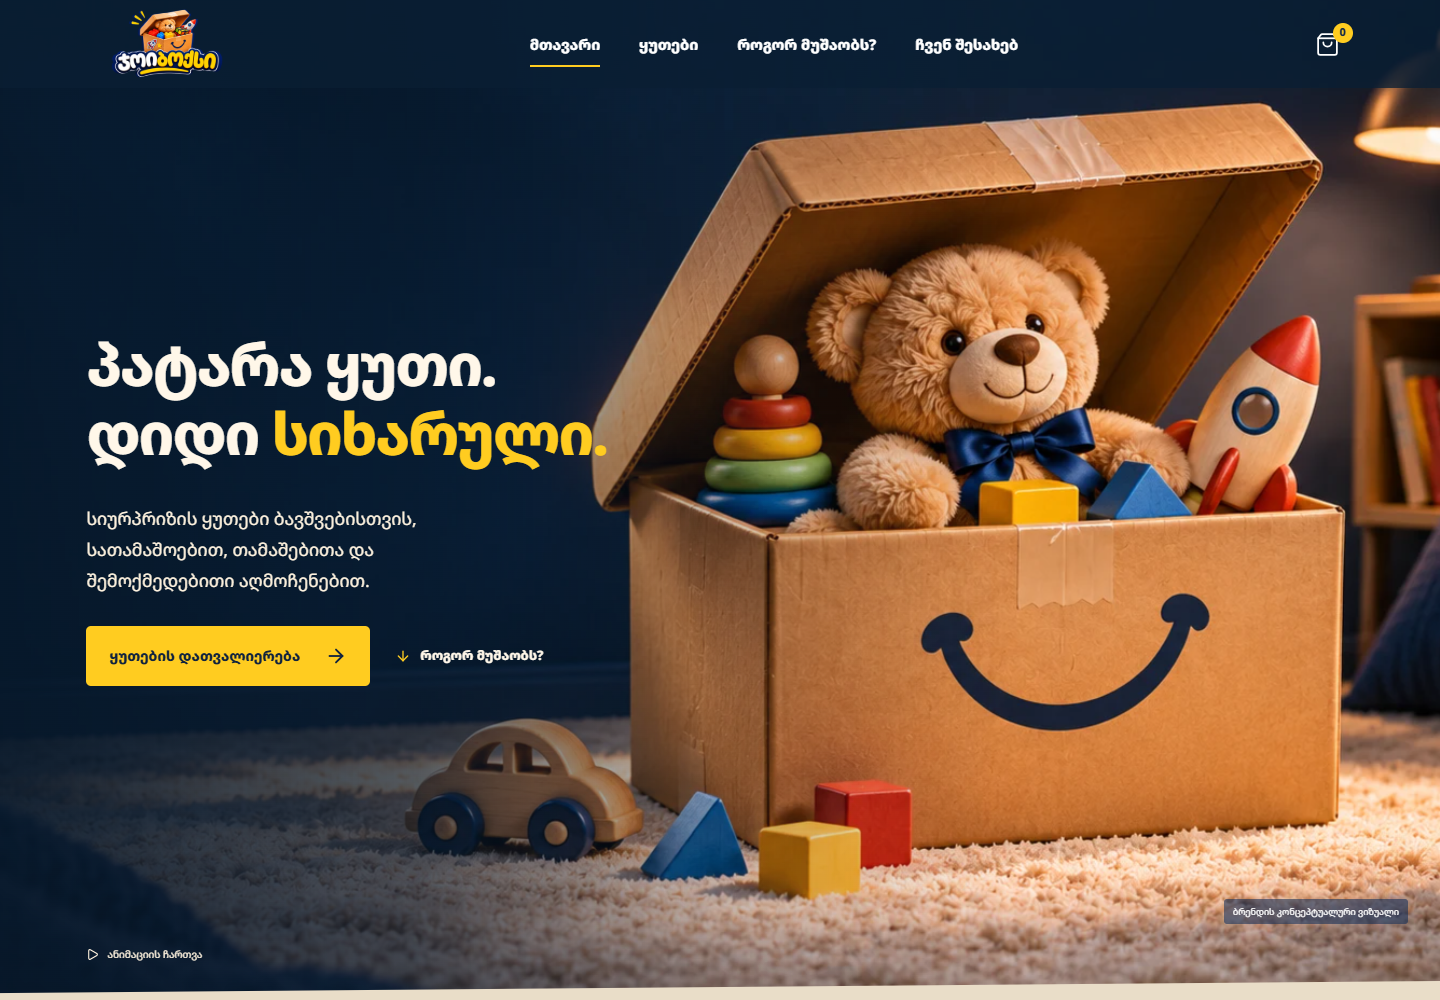 ჯოიბოქსი
მთავარი
ყუთები
როგორ მუშაობს?
ჩვენ შესახებ
0
პატარა ყუთი.
დიდი სიხარული.
სიურპრიზის ყუთები ბავშვებისთვის,
სათამაშოებით, თამაშებითა და
შემოქმედებითი აღმოჩენებით.
ყუთების დათვალიერება
როგორ მუშაობს?
ბრენდის კონცეპტუალური ვიზუალი
ანიმაციის ჩართვა